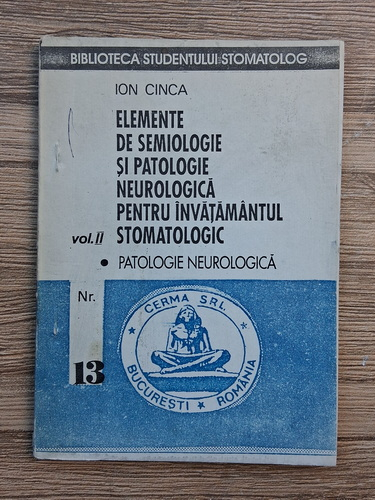 BIBLIOTECA STUDENTULUI STOMATOLOG
ION CINCA
ELEMENTE
DE SEMIOLOGIE
ȘI PATOLOGIE
NEUROLOGICĂ
PENTRU ÎNVĂȚĂMÂNTUL
vol. II STOMATOLOGIC
• PATOLOGIE NEUROLOGICĂ
Nr.
13
CERMA SRL
BUCUREȘTI ★ ROMÂNIA